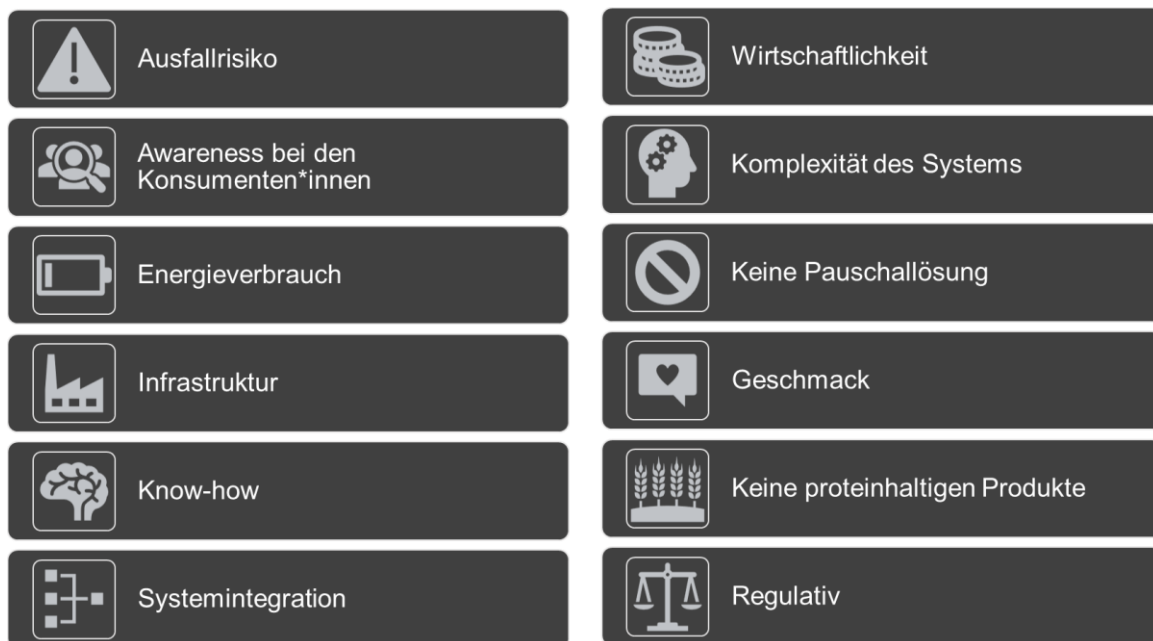 Ausfallrisiko
Awareness bei den
Konsumenten*innen
Energieverbrauch
Infrastruktur
Know-how
Systemintegration
Wirtschaftlichkeit
Komplexität des Systems
Keine Pauschallösung
Geschmack
Keine proteinhaltigen Produkte
Regulativ